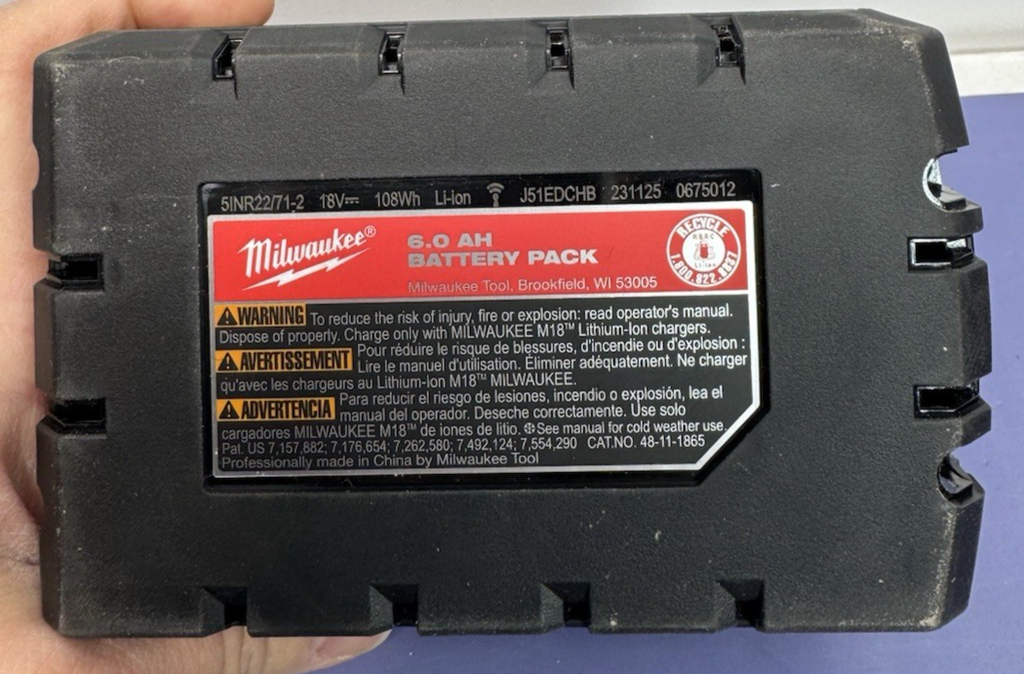 5INR22/71-2 18V⎓ 108Wh Li-ion J51EDCHB 231125 0675012
Milwaukee®
6.0 AH
BATTERY PACK
Milwaukee Tool, Brookfield, WI 53005
RECYCLE
RBRC
Li-ion
1.800.822.8837
⚠WARNING To reduce the risk of injury, fire or explosion: read operator's manual.
Dispose of properly. Charge only with MILWAUKEE M18™ Lithium-Ion chargers.
⚠AVERTISSEMENT Pour réduire le risque de blessures, d'incendie ou d'explosion :
Lire le manuel d'utilisation. Éliminer adéquatement. Ne charger
qu'avec les chargeurs au Lithium-ion M18™ MILWAUKEE.
⚠ADVERTENCIA Para reducir el riesgo de lesiones, incendio o explosión, lea el
manual del operador. Deseche correctamente. Use solo
cargadores MILWAUKEE M18™ de iones de litio. ❄See manual for cold weather use.
Pat. US 7,157,882; 7,176,654; 7,262,580; 7,492,124; 7,554,290 CAT.NO. 48-11-1865
Professionally made in China by Milwaukee Tool